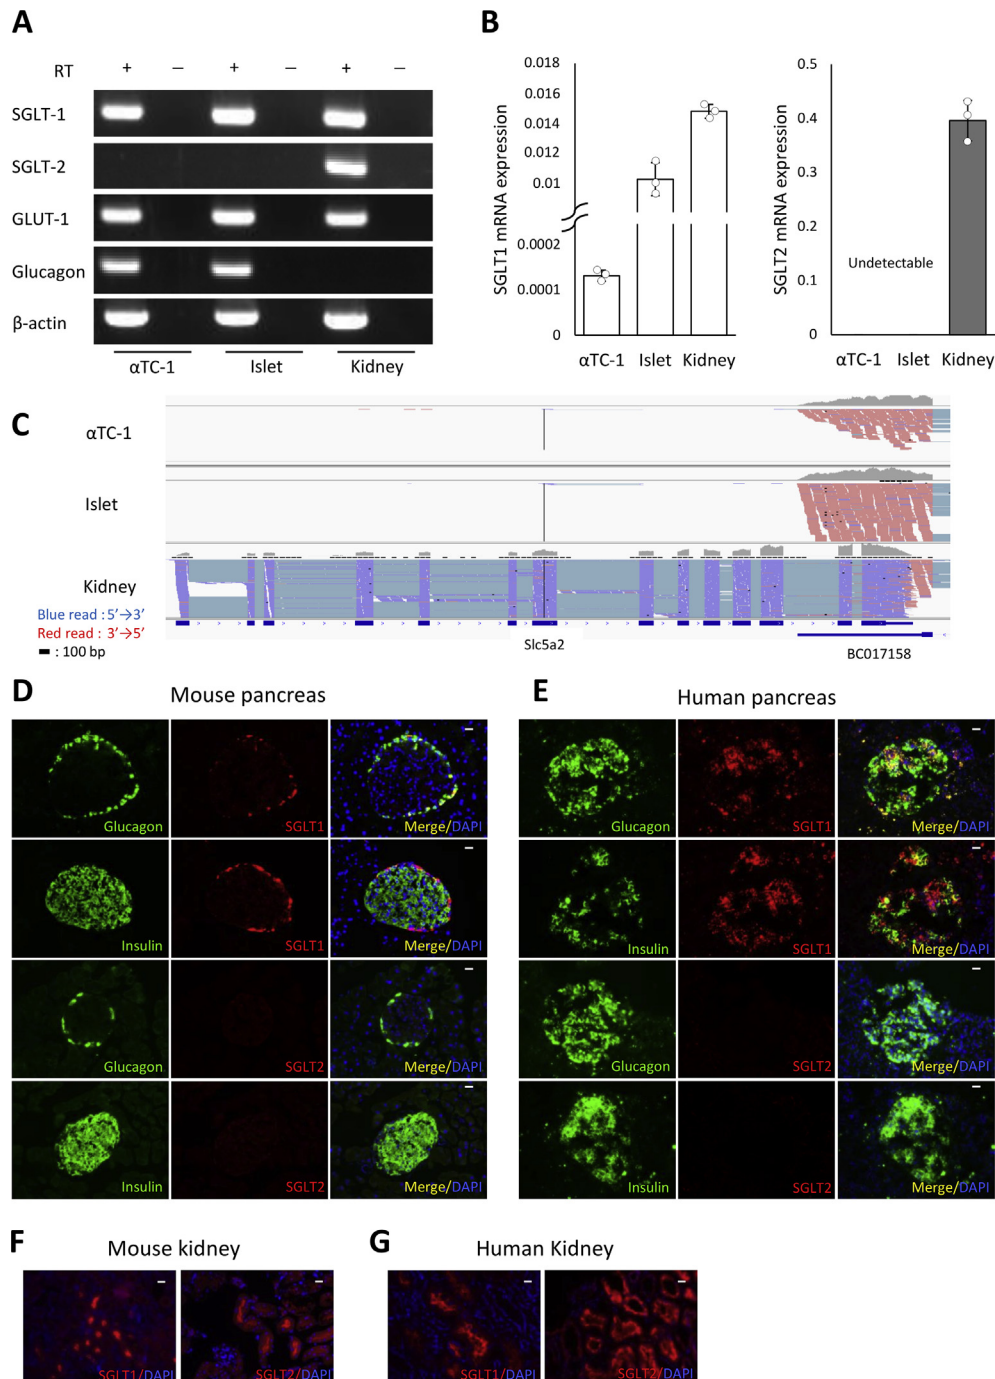 A
RT + − + − + −
SGLT-1
SGLT-2
GLUT-1
Glucagon
β-actin
αTC-1 Islet Kidney
B
SGLT1 mRNA expression
0.018
0.016
0.014
0.012
0.01
0.0002
0.0001
0
αTC-1 Islet Kidney
SGLT2 mRNA expression
0.5
0.4
0.3
0.2
0.1
0
Undetectable
αTC-1 Islet Kidney
C
αTC-1
Islet
Kidney
Blue read : 5’→3’
Red read : 3’→5’
: 100 bp
Slc5a2
BC017158
D Mouse pancreas
Glucagon SGLT1 Merge/DAPI
Insulin SGLT1 Merge/DAPI
Glucagon SGLT2 Merge/DAPI
Insulin SGLT2 Merge/DAPI
E Human pancreas
Glucagon SGLT1 Merge/DAPI
Insulin SGLT1 Merge/DAPI
Glucagon SGLT2 Merge/DAPI
Insulin SGLT2 Merge/DAPI
F Mouse kidney
SGLT1/DAPI SGLT2/DAPI
G Human Kidney
SGLT1/DAPI SGLT2/DAPI